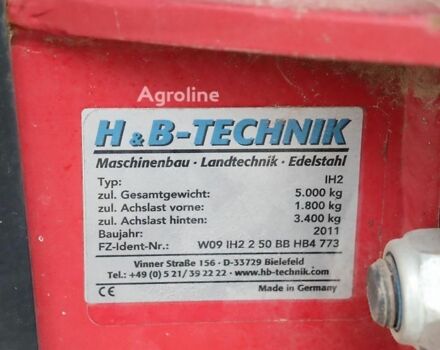 Agroline
H&B-TECHNIK
Maschinenbau · Landtechnik · Edelstahl
Typ: IH2
zul. Gesamtgewicht: 5.000 kg
zul. Achslast vorne: 1.800 kg
zul. Achslast hinten: 3.400 kg
Baujahr: 2011
FZ-Ident-Nr.: W09 IH2 2 50 BB HB4 773
Vinner Straße 156 · D-33729 Bielefeld
Tel.: +49 (0) 5 21/ 39 22 22 · www.hb-technik.com
CE Made in Germany